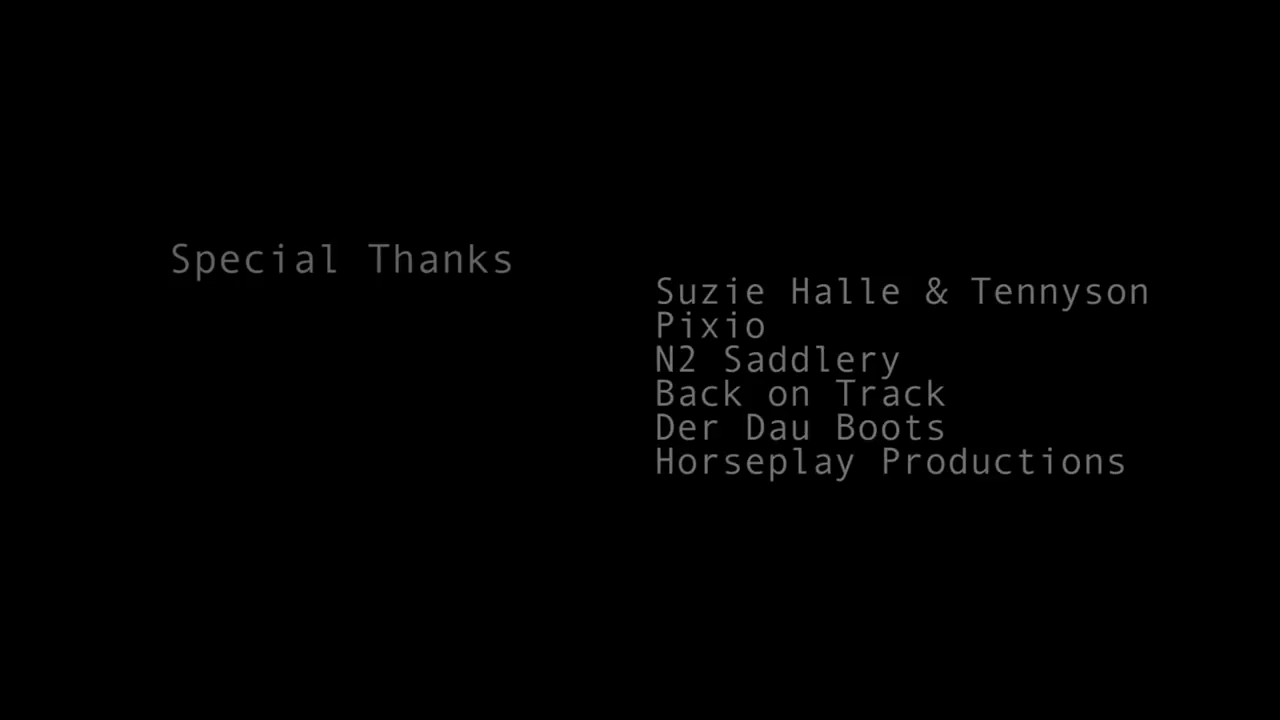 Special Thanks
Suzie Halle & Tennyson
Pixio
N2 Saddlery
Back on Track
Der Dau Boots
Horseplay Productions